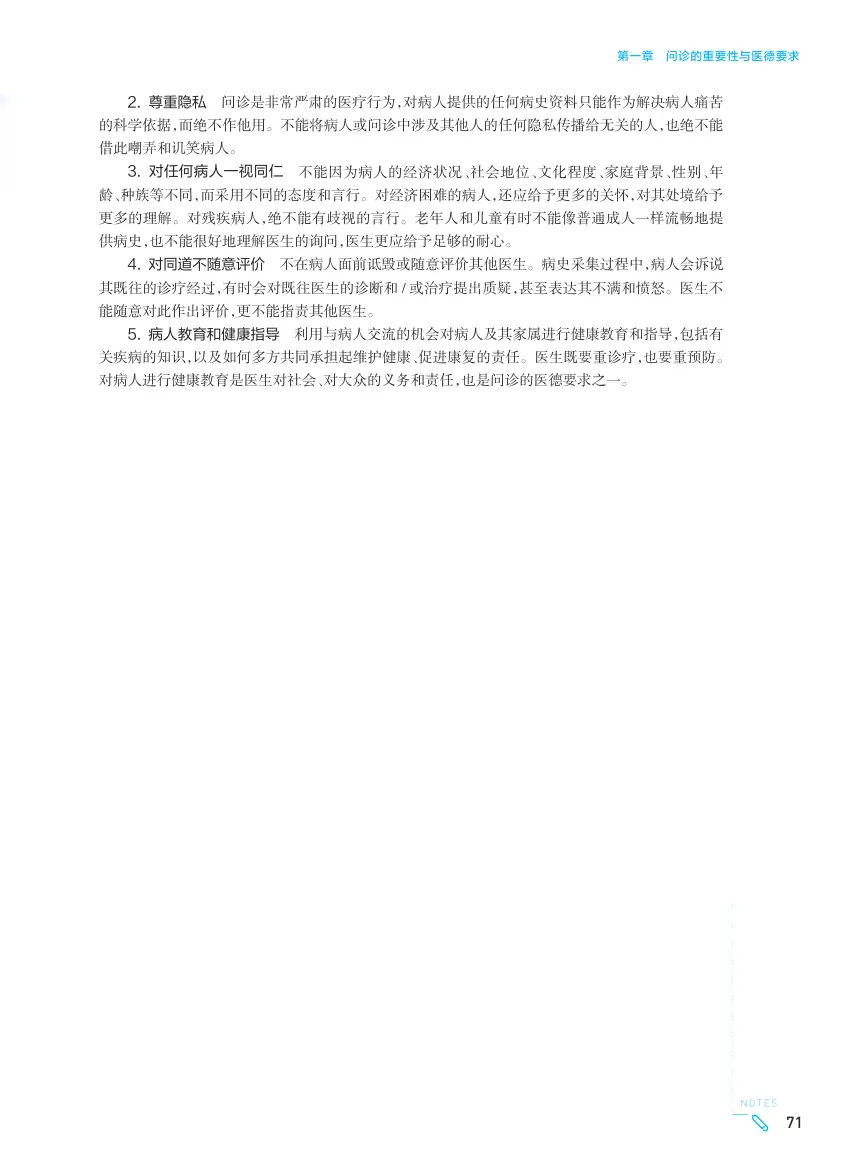 第一章　问诊的重要性与医德要求
2. 尊重隐私　问诊是非常严肃的医疗行为,对病人提供的任何病史资料只能作为解决病人痛苦
的科学依据,而绝不作他用。不能将病人或问诊中涉及其他人的任何隐私传播给无关的人,也绝不能
借此嘲弄和讥笑病人。
3. 对任何病人一视同仁　不能因为病人的经济状况、社会地位、文化程度、家庭背景、性别、年
龄、种族等不同,而采用不同的态度和言行。对经济困难的病人,还应给予更多的关怀,对其处境给予
更多的理解。对残疾病人,绝不能有歧视的言行。老年人和儿童有时不能像普通成人一样流畅地提
供病史,也不能很好地理解医生的询问,医生更应给予足够的耐心。
4. 对同道不随意评价　不在病人面前诋毁或随意评价其他医生。病史采集过程中,病人会诉说
其既往的诊疗经过,有时会对既往医生的诊断和 / 或治疗提出质疑,甚至表达其不满和愤怒。医生不
能随意对此作出评价,更不能指责其他医生。
5. 病人教育和健康指导　利用与病人交流的机会对病人及其家属进行健康教育和指导,包括有
关疾病的知识,以及如何多方共同承担起维护健康、促进康复的责任。医生既要重诊疗,也要重预防。
对病人进行健康教育是医生对社会、对大众的义务和责任,也是问诊的医德要求之一。
NOTES
71